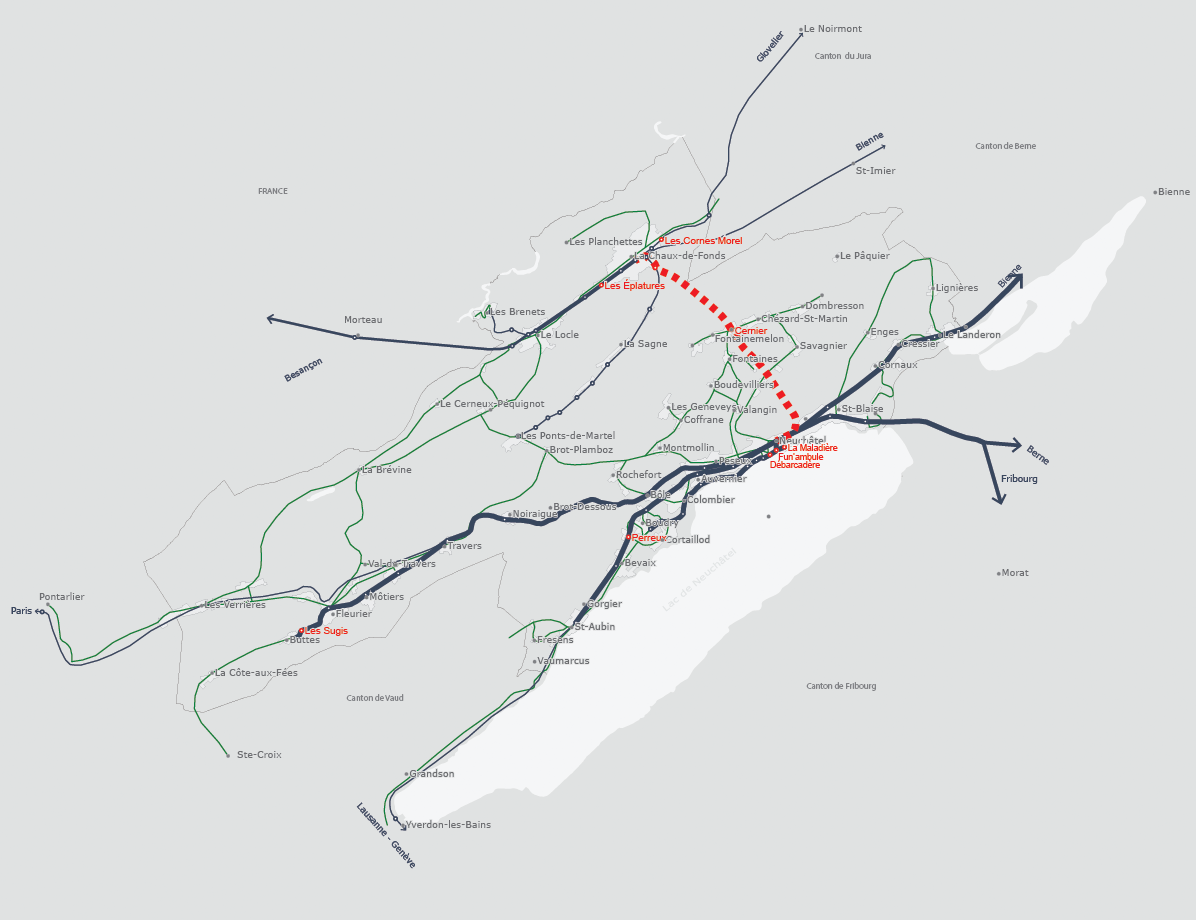 Le Noirmont
Glovelier
Canton du Jura
Bienne
Canton de Berne
St-Imier
FRANCE
Bienne
Les Planchettes
Les Cornes Morel
La Chaux-de-Fonds
Le Pâquier
Bienne
Les Éplatures
Lignières
Dombresson
Les Brenets
Chézard-St-Martin
Morteau
Cernier
Enges
Le Locle
Fontainemelon
Le Landeron
La Sagne
Savagnier
Cressier
Fontaines
Besançon
Cornaux
Boudevilliers
Le Cerneux-Péquignot
Les Geneveys
Valangin
St-Blaise
Coffrane
Les Ponts-de-Martel
Neuchâtel
Brot-Plamboz
Montmollin
La Maladière
Berne
Fun'ambule
Peseux
Débarcadère
La Brévine
Rochefort
Auvernier
Fribourg
Bôle
Colombier
Brot-Dessous
Noiraigue
Boudry
Perreux
Cortaillod
Travers
Val-de-Travers
Bevaix
Morat
Lac de Neuchâtel
Pontarlier
Môtiers
Les Verrières
Gorgier
Paris
Fleurier
St-Aubin
Les Sugis
Buttes
Fresens
Vaumarcus
La Côte-aux-Fées
Canton de Fribourg
Canton de Vaud
Ste-Croix
Grandson
Yverdon-les-Bains
Lausanne - Genève